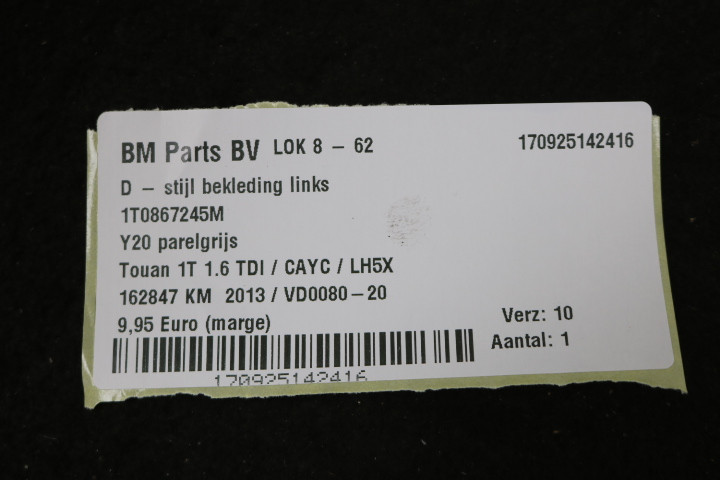 BM Parts BV LOK 8 – 62 170925142416
D – stijl bekleding links
1T0867245M
Y20 parelgrijs
Touan 1T 1.6 TDI / CAYC / LH5X
162847 KM 2013 / VD0080–20
9,95 Euro (marge)
Verz: 10
Aantal: 1
170925142416